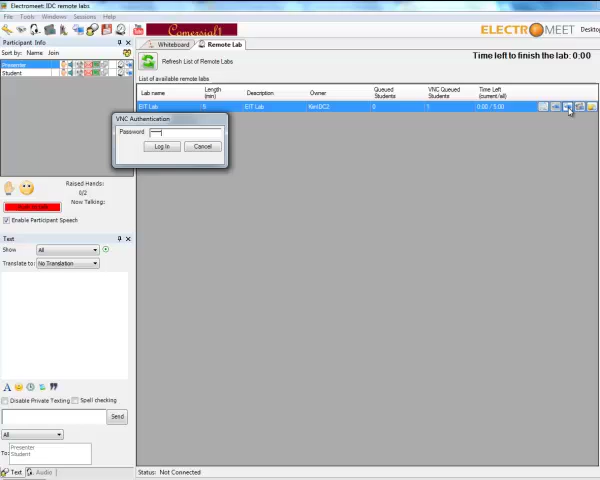 Electromeet: IDC remote labs
File Tools Windows Sessions Help
Comersial1
ELECTROMEET Deskto
Participant Info
Sort by: Name Join
Presenter
Student
Whiteboard Remote Lab
Time left to finish the lab: 0:00
Refresh List of Remote Labs
List of available remote labs
Lab name Length (min) Description Owner Queued Students VNC Queued Students Time Left (current/all)
EIT Lab 5 EIT Lab KimIDC2 0 1 0:00 / 5:00
VNC Authentication
Password
Log In Cancel
Raised Hands:
0/2
Now Talking:
Enable Participant Speech
Text
Show All
Translate to: No Translation
Disable Private Texting Spell checking
Send
All
To: Presenter
Student
Text Audio
Status: Not Connected